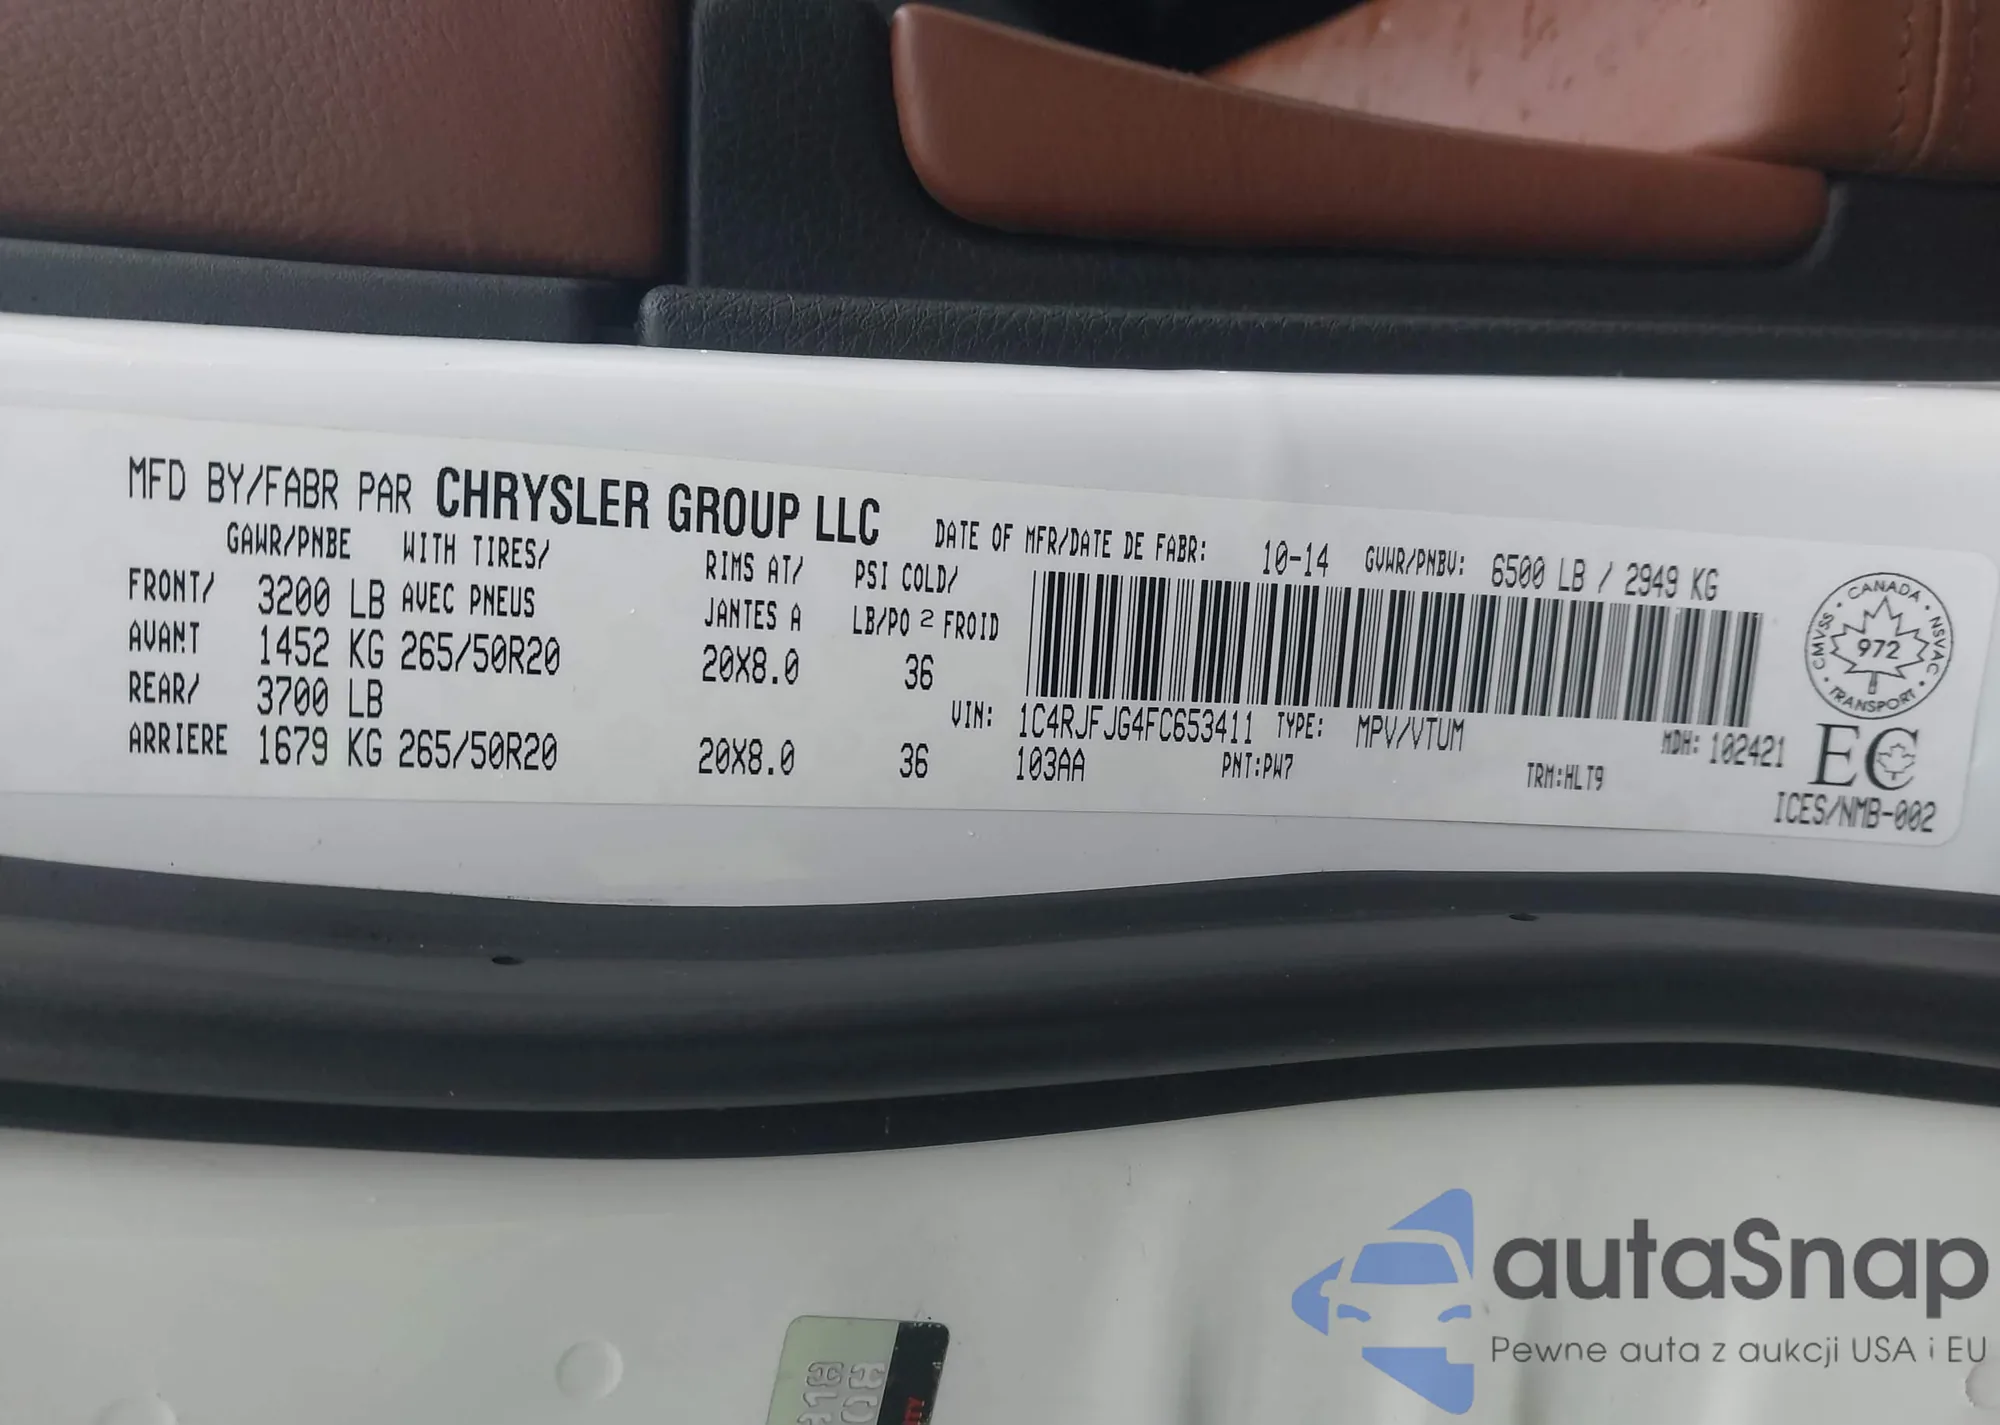 MFD BY/FABR PAR CHRYSLER GROUP LLC
DATE OF MFR/DATE DE FABR: 10-14 GVWR/PNBV: 6500 LB / 2949 KG
GAWR/PNBE WITH TIRES/ RIMS AT/ PSI COLD/
FRONT/ 3200 LB AVEC PNEUS JANTES A LB/PO 2 FROID
AVANT 1452 KG 265/50R20 20X8.0 36
REAR/ 3700 LB
ARRIERE 1679 KG 265/50R20 20X8.0 36
VIN: 1C4RJFJG4FC653411 TYPE: MPV/VTUM MDH: 102421
103AA PNT:PW7 TRM:HLT9
CANADA
CMVSS 972 NSVAC
TRANSPORT
EC
ICES/NMB-002
autaSnap
Pewne auta z aukcji USA i EU